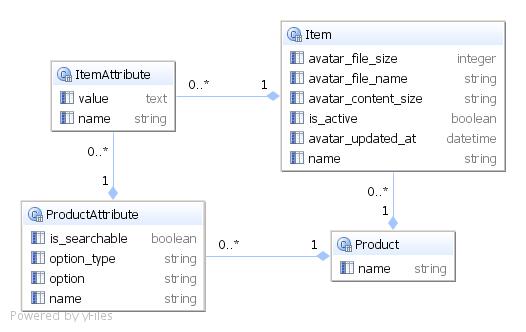 Item
avatar_file_size integer
avatar_file_name string
avatar_content_size string
is_active boolean
avatar_updated_at datetime
name string
ItemAttribute
value text
name string
0..* 1
0..*
1
0..*
1
ProductAttribute
is_searchable boolean
option_type string
option string
name string
0..* 1
Product
name string
Powered by yFiles